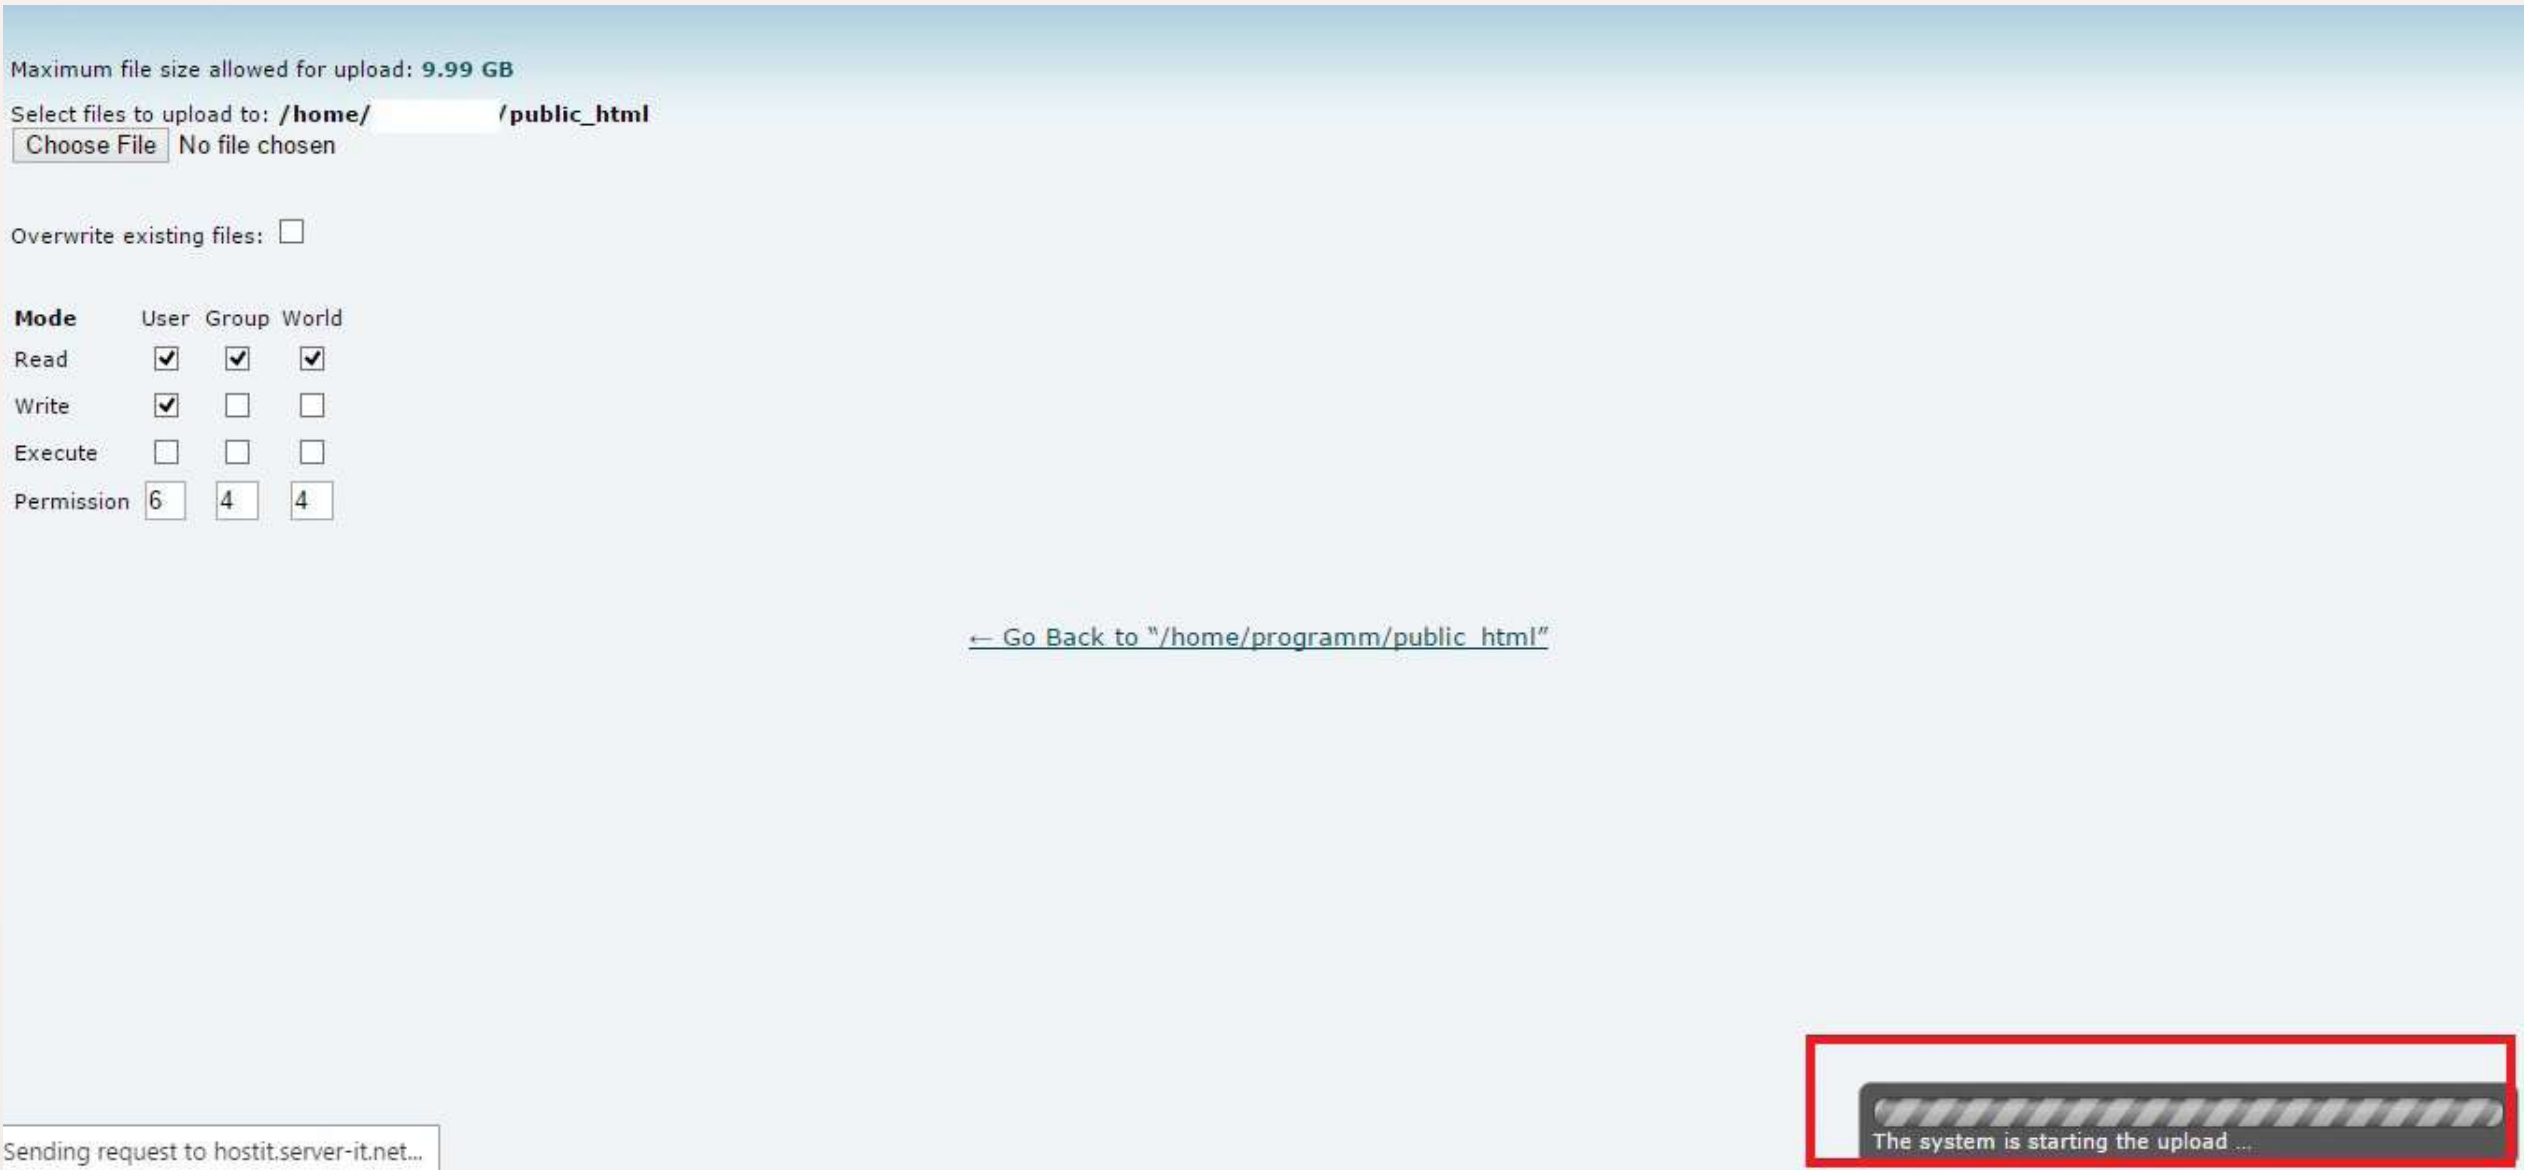 Maximum file size allowed for upload: 9.99 GB
Select files to upload to: /home/ /public_html
Choose File No file chosen
Overwrite existing files:
Mode User Group World
Read
Write
Execute
Permission 6 4 4
← Go Back to “/home/programm/public_html”
The system is starting the upload ...
Sending request to hostit.server-it.net...